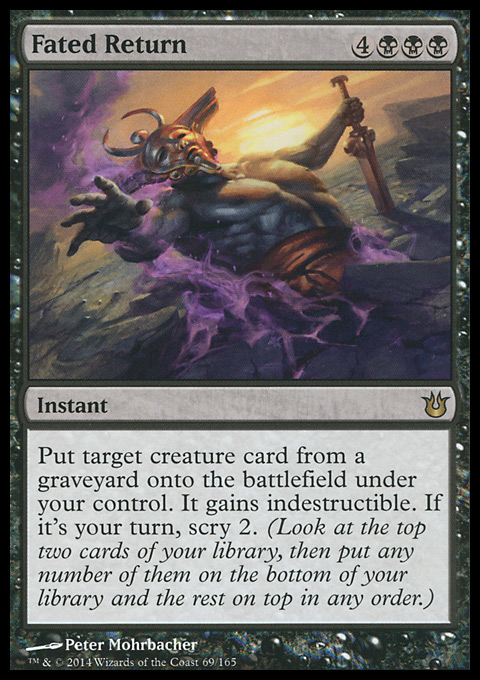 Fated Return 4
Instant
Put target creature card from a
graveyard onto the battlefield under
your control. It gains indestructible. If
it's your turn, scry 2. (Look at the top
two cards of your library, then put any
number of them on the bottom of your
library and the rest on top in any order.)
Peter Mohrbacher
™ & © 2014 Wizards of the Coast 69/165